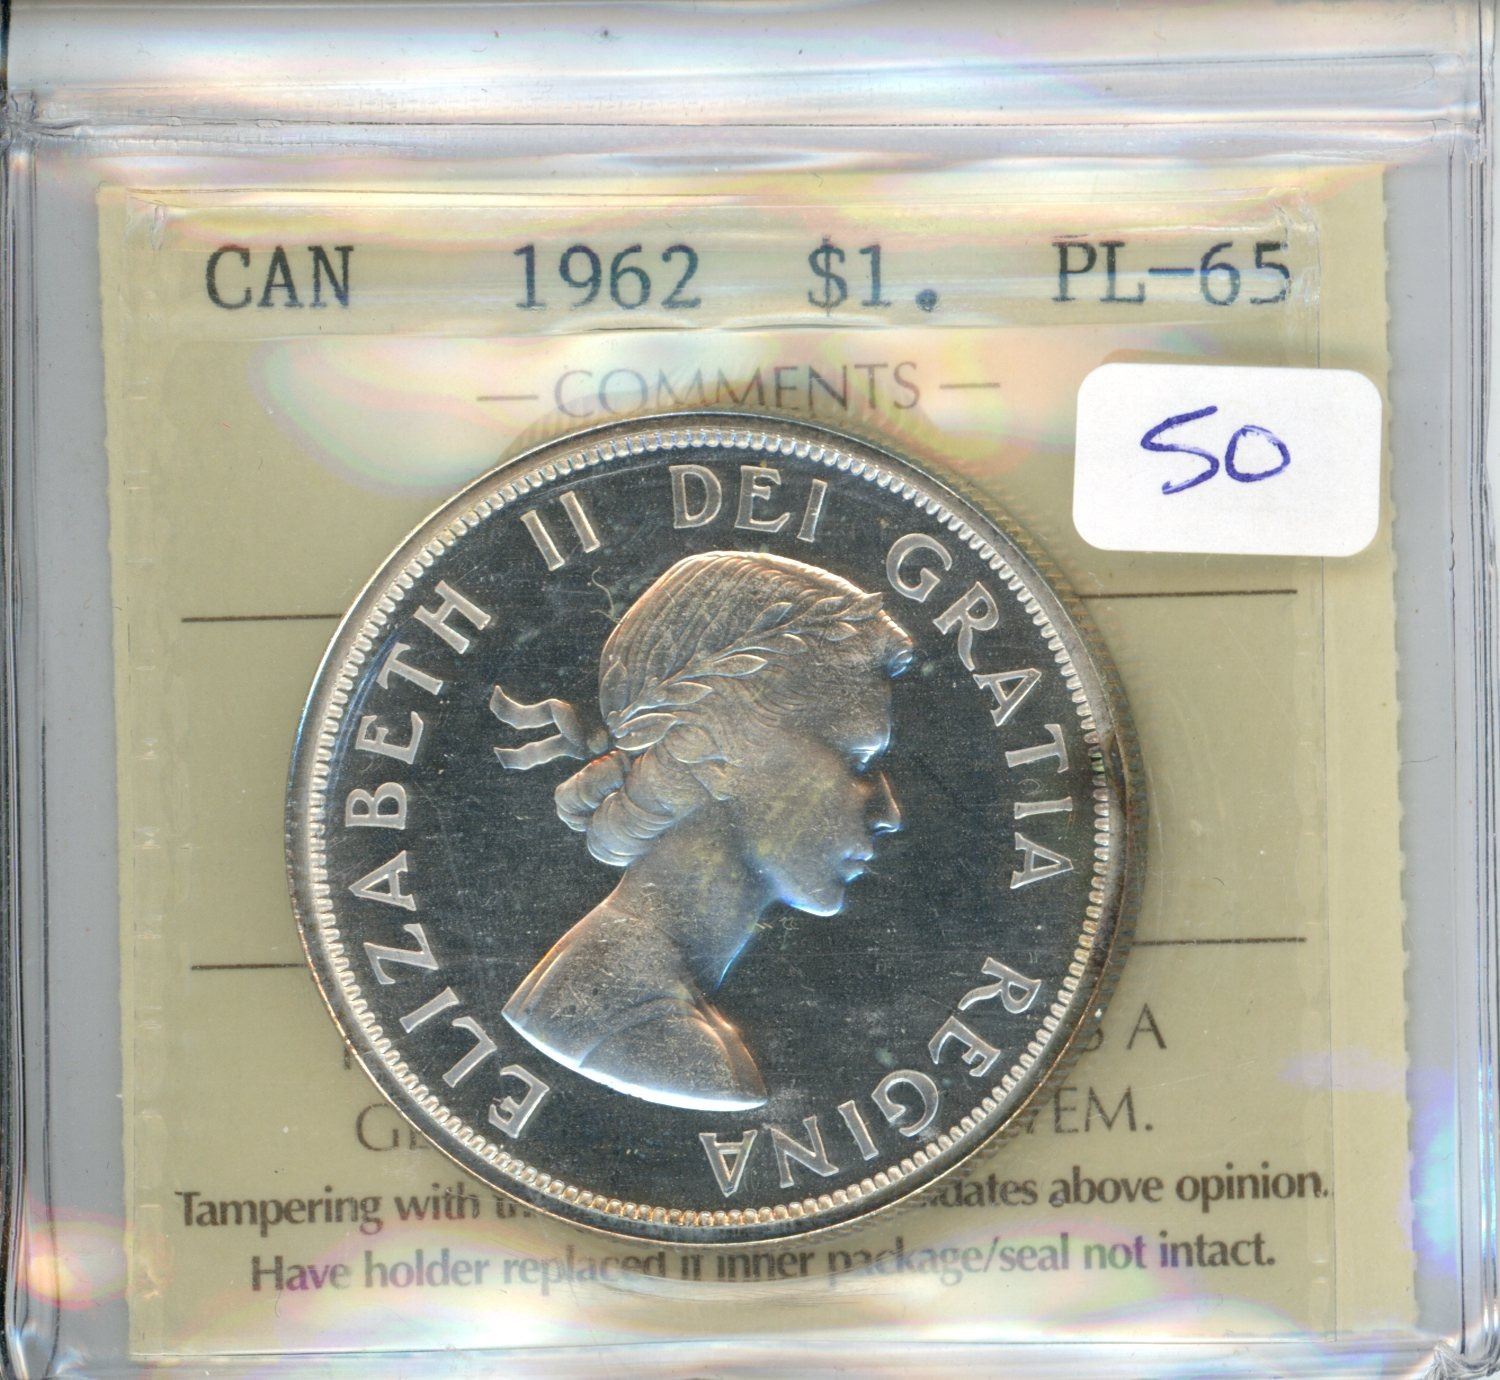 CAN 1962 $1. PL-65
— COMMENTS —
50
ELIZABETH II DEI GRATIA REGINA
A
Tampering with above opinion.
Have holder replaced if inner package/seal not intact.